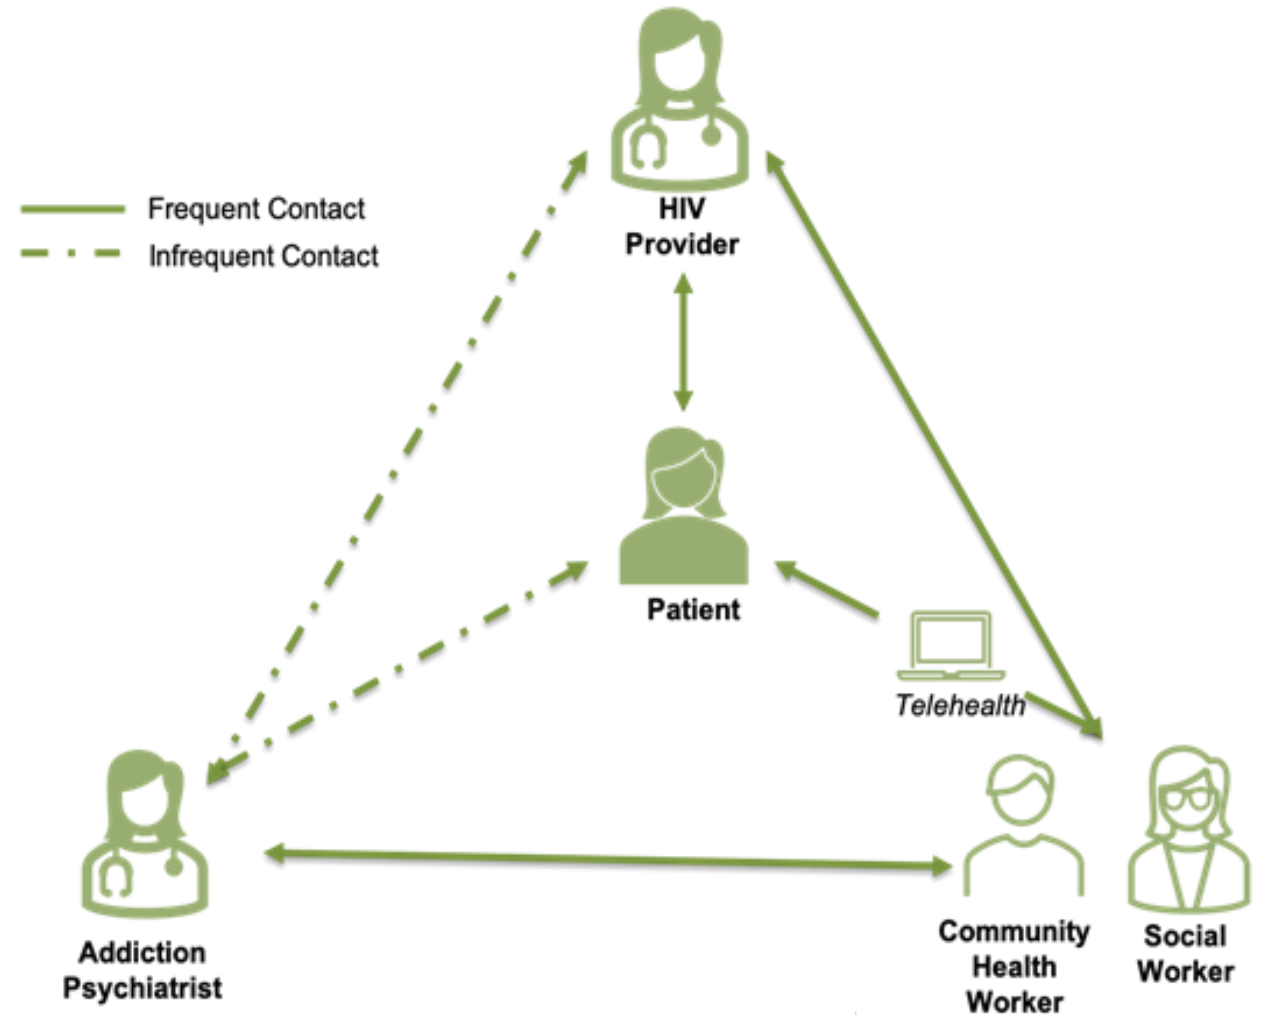 HIV
Provider
Frequent Contact
Infrequent Contact
Patient
Telehealth
Addiction
Psychiatrist
Community
Health
Worker
Social
Worker